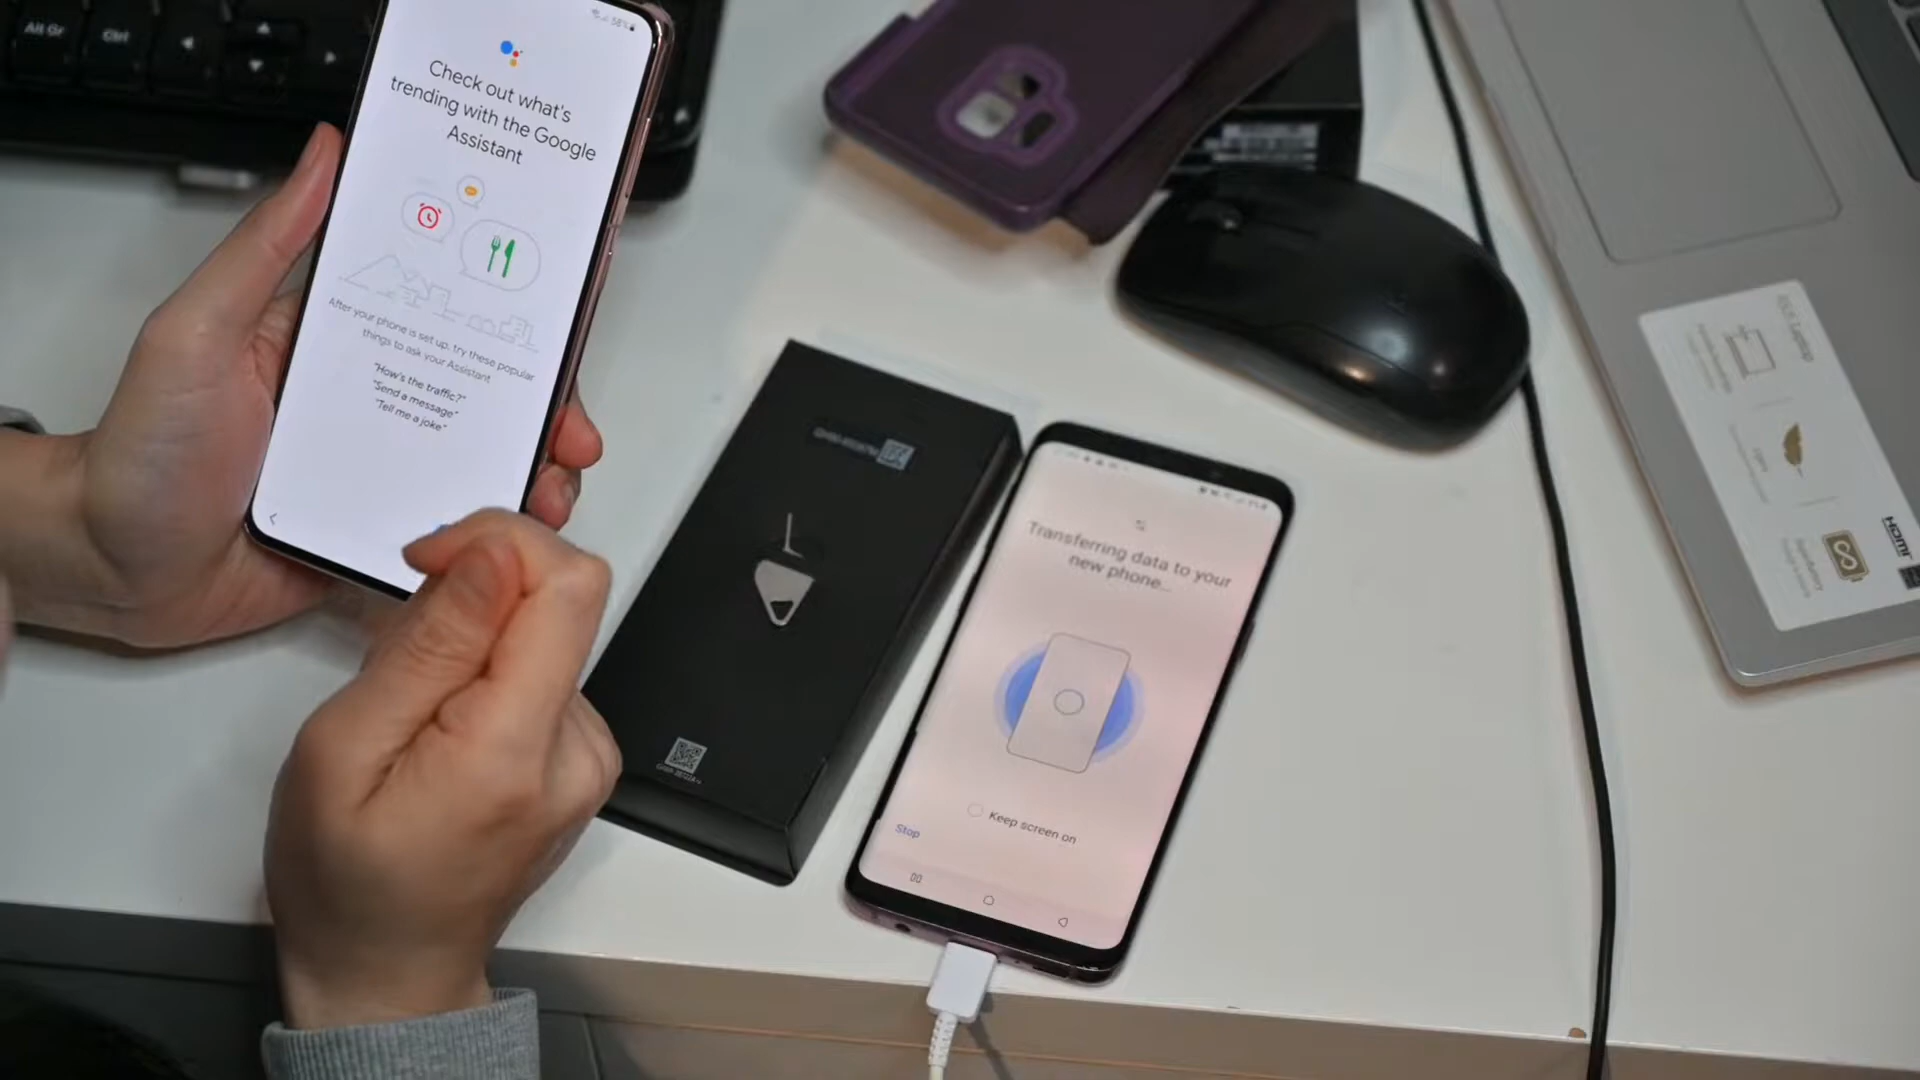 Alt Gr
Ctrl
58%
Check out what's
trending with the Google
Assistant
After your phone is set up, try these popular
things to ask your Assistant
"How's the traffic?"
"Send a message"
"Tell me a joke"
Transferring data to your
new phone...
Keep screen on
Stop
HDMI